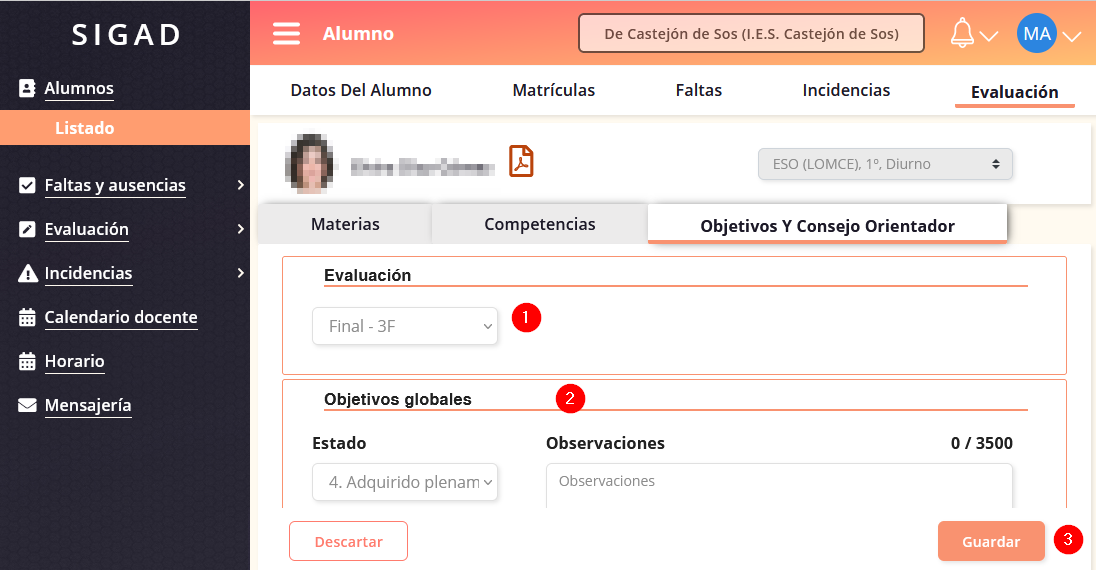 SIGAD
Alumno
De Castejón de Sos (I.E.S. Castejón de Sos)
MA
Alumnos
Listado
Faltas y ausencias
Evaluación
Incidencias
Calendario docente
Horario
Mensajería
Datos Del Alumno
Matrículas
Faltas
Incidencias
Evaluación
ESO (LOMCE), 1º, Diurno
Materias
Competencias
Objetivos Y Consejo Orientador
Evaluación
Final - 3F
1
Objetivos globales
2
Estado
Observaciones
0 / 3500
4. Adquirido plenam
Observaciones
Descartar
Guardar
3